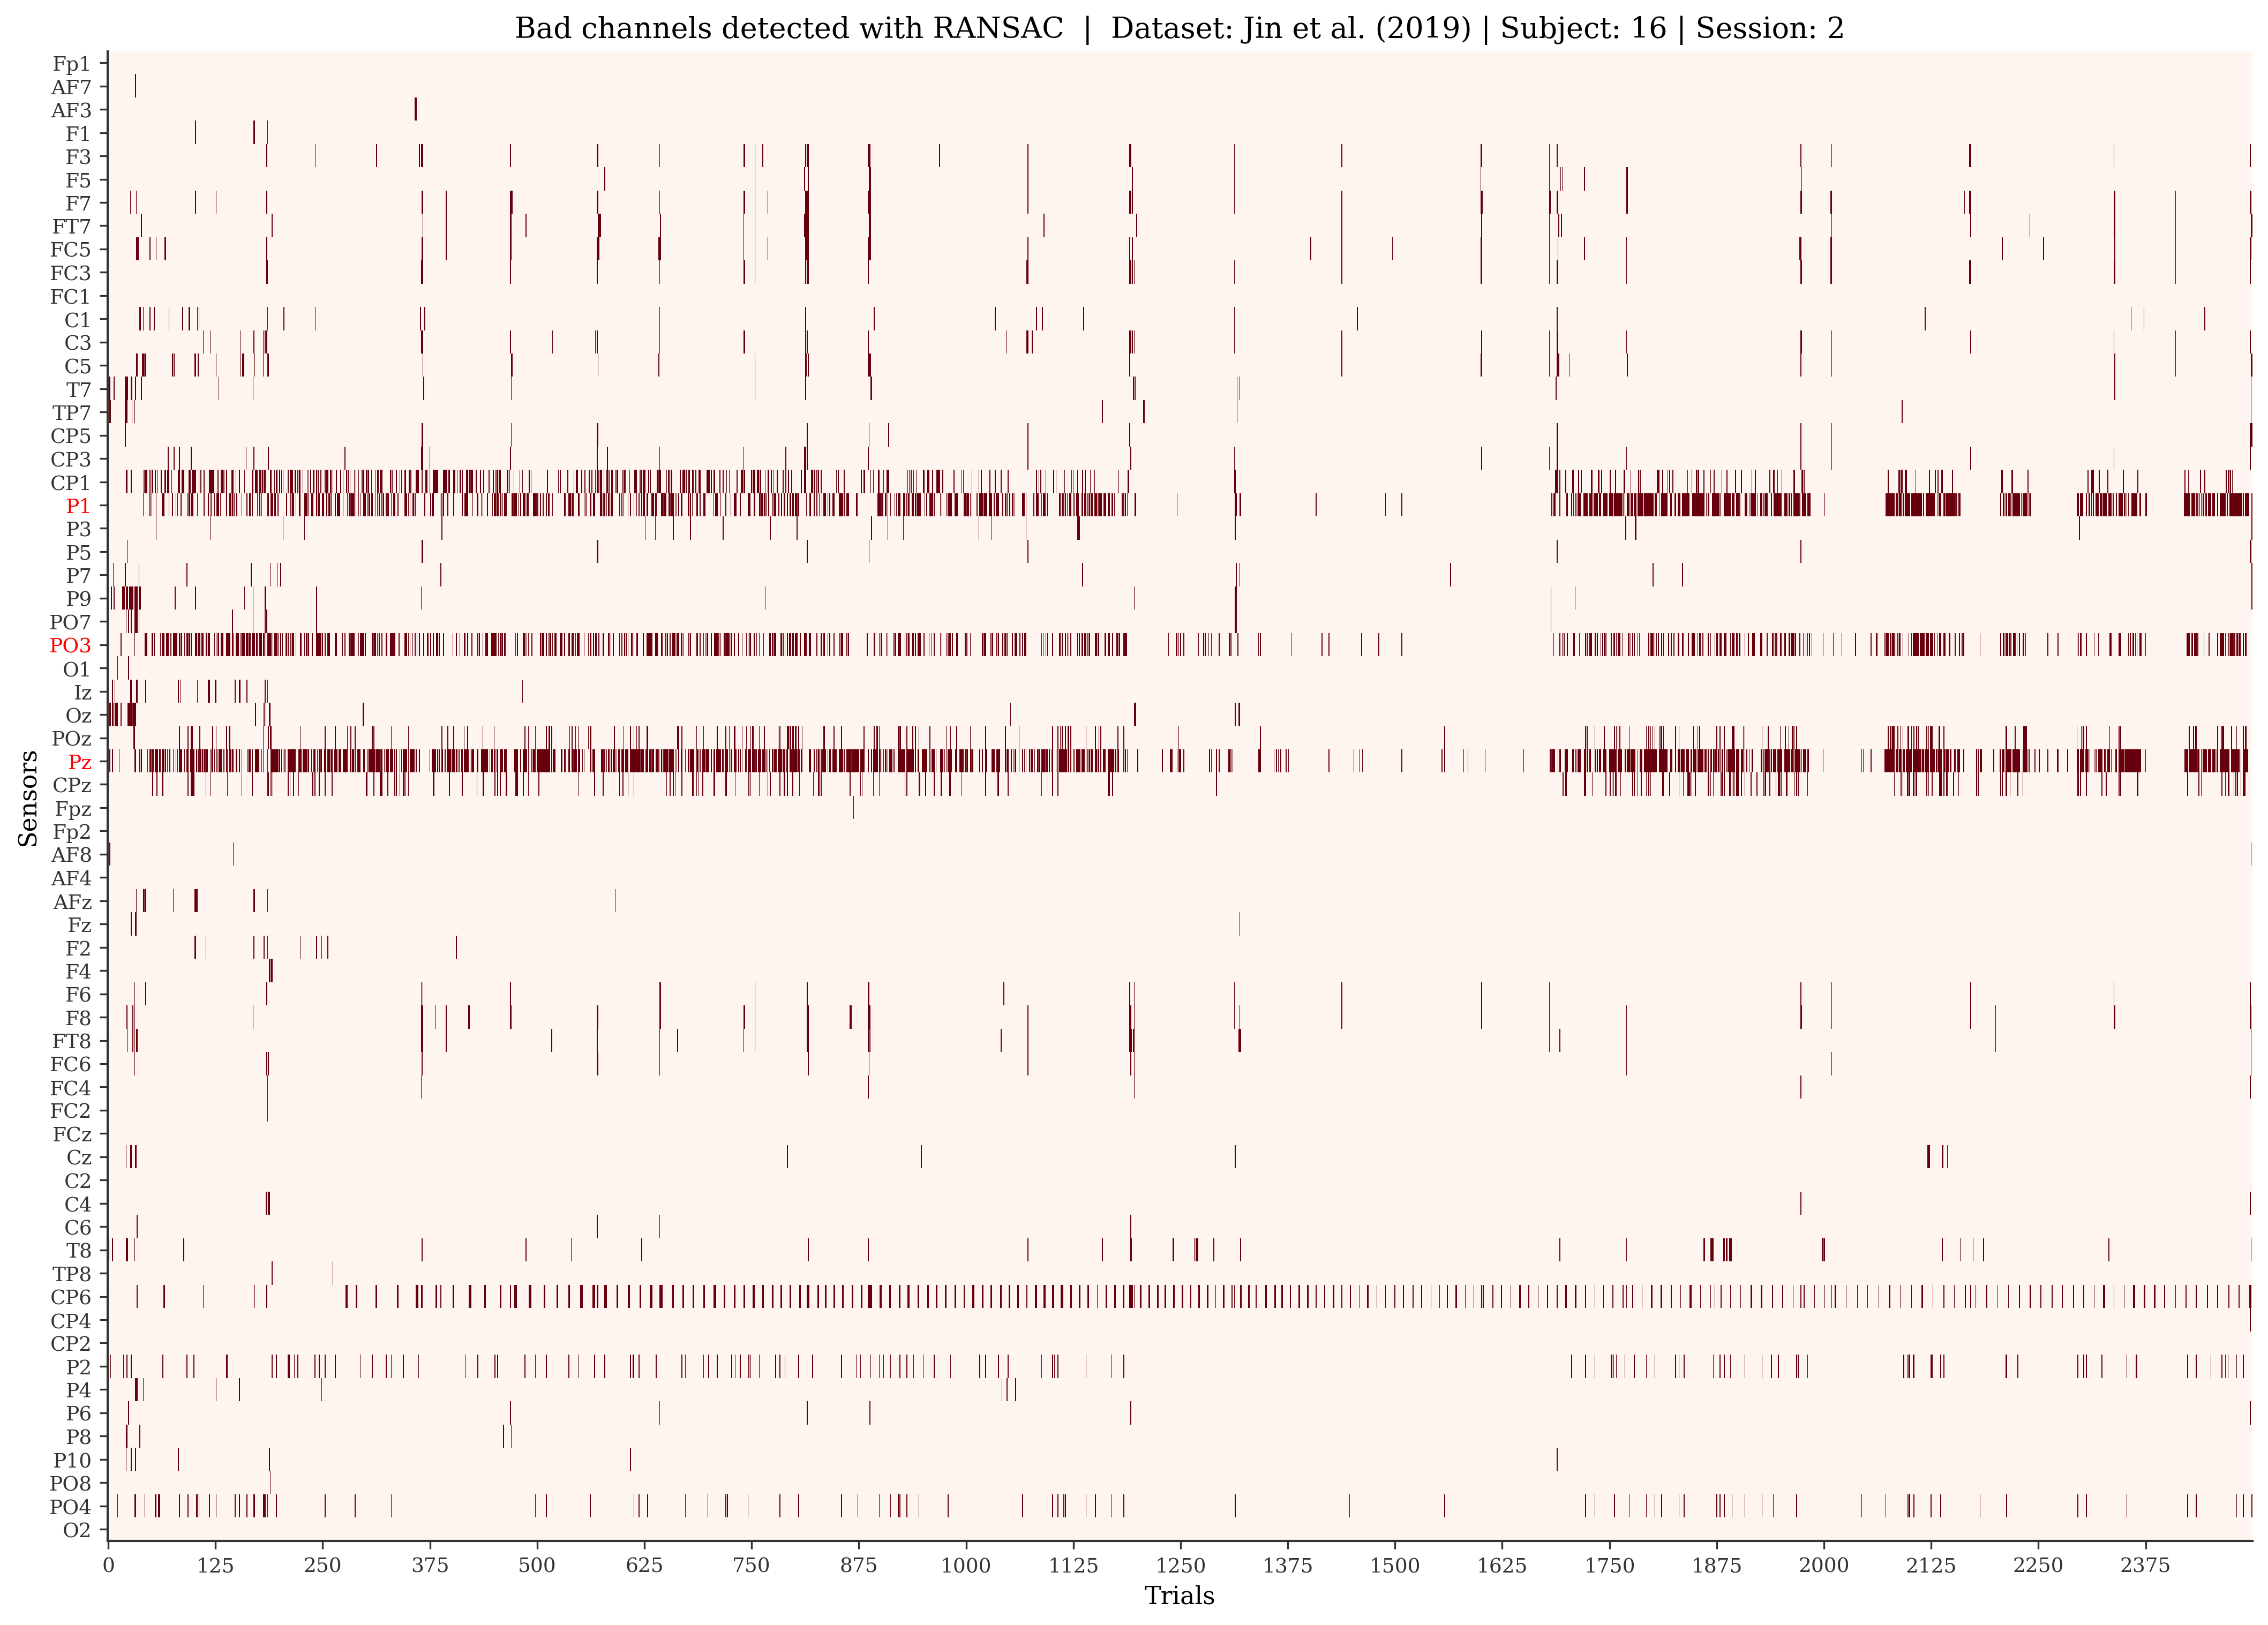 Bad channels detected with RANSAC | Dataset: Jin et al. (2019) | Subject: 16 | Session: 2
Sensors
Fp1
AF7
AF3
F1
F3
F5
F7
FT7
FC5
FC3
FC1
C1
C3
C5
T7
TP7
CP5
CP3
CP1
P1
P3
P5
P7
P9
PO7
PO3
O1
Iz
Oz
POz
Pz
CPz
Fpz
Fp2
AF8
AF4
AFz
Fz
F2
F4
F6
F8
FT8
FC6
FC4
FC2
FCz
Cz
C2
C4
C6
T8
TP8
CP6
CP4
CP2
P2
P4
P6
P8
P10
PO8
PO4
O2
0 125 250 375 500 625 750 875 1000 1125 1250 1375 1500 1625 1750 1875 2000 2125 2250 2375
Trials